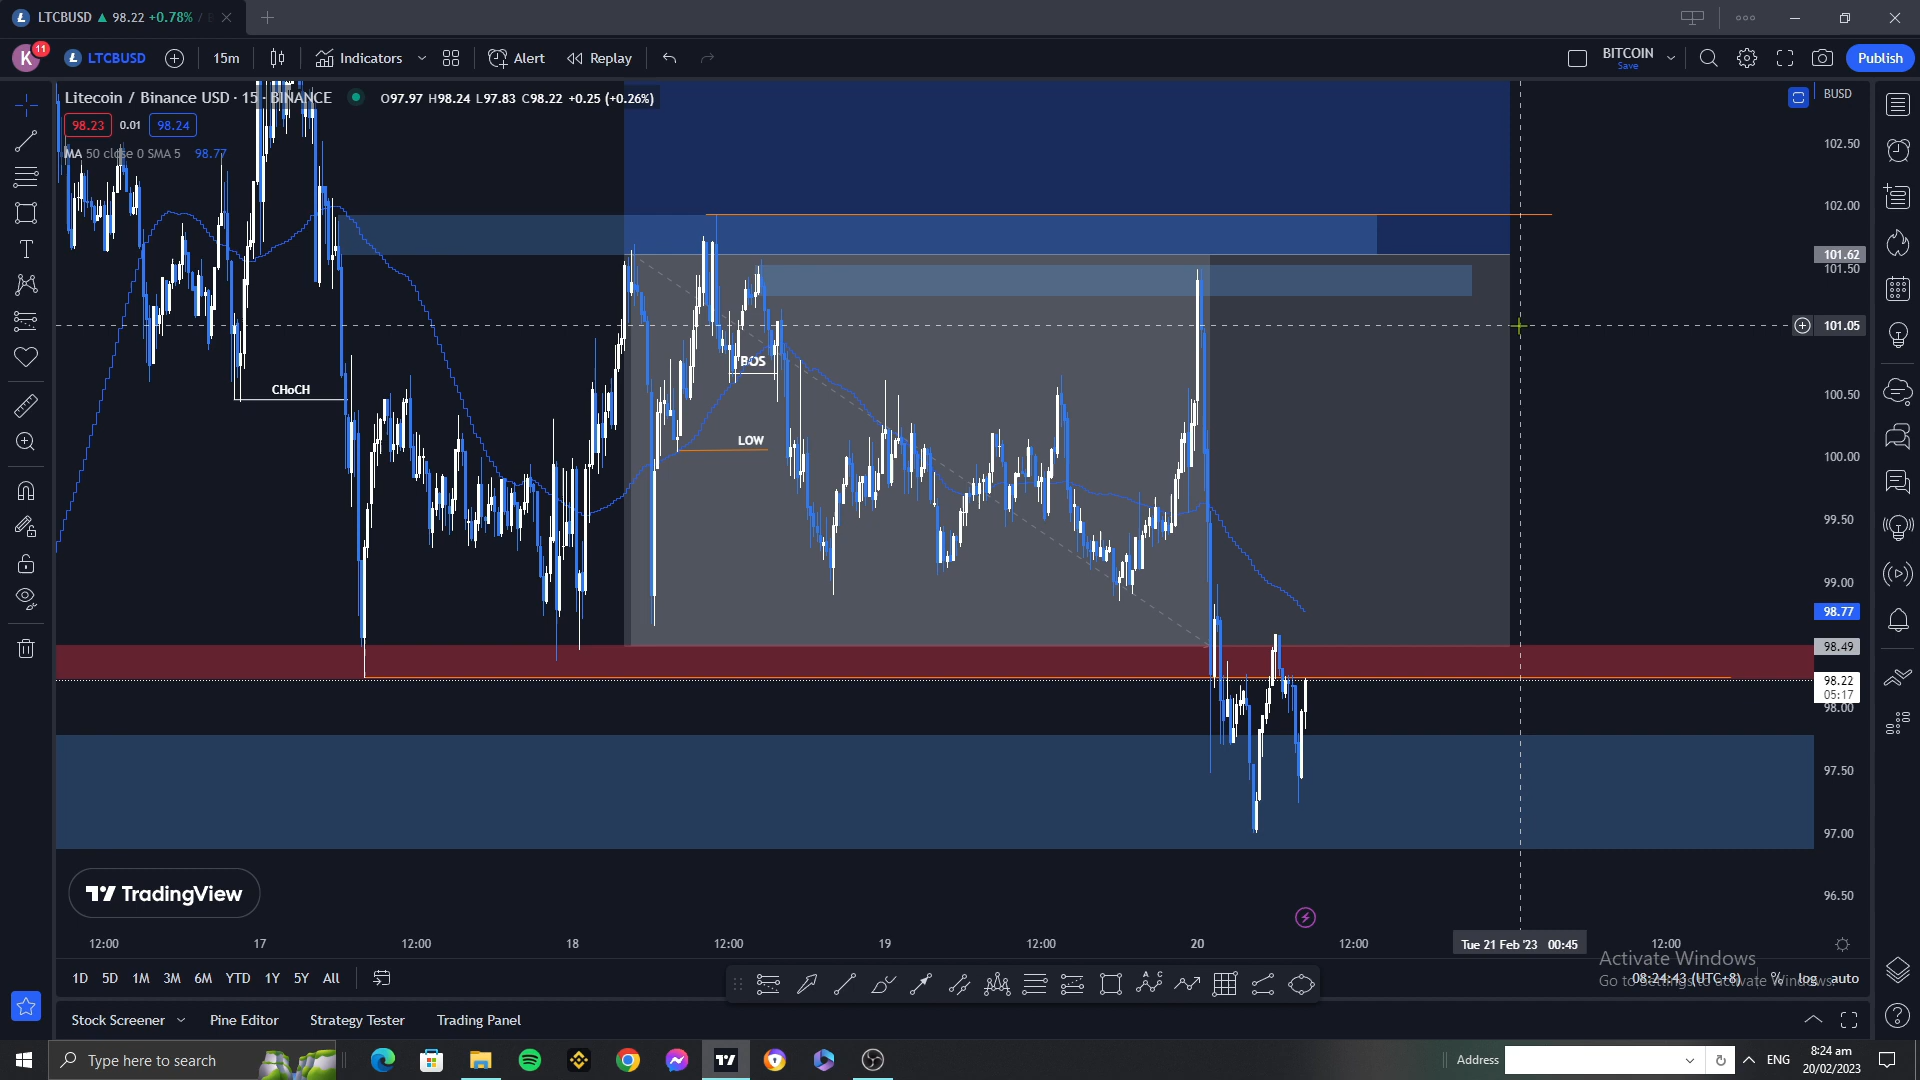 LTCBUSD ▲ 98.22 +0.78% /
K 11 LTCBUSD 15m Indicators Alert Replay BITCOIN Save Publish
Litecoin / Binance USD · 15 · BINANCE O97.97 H98.24 L97.83 C98.22 +0.25 (+0.26%)
BUSD
98.23 0.01 98.24
MA 50 close 0 SMA 5 98.77
102.50
102.00
101.62
101.50
101.05
BOS
CHoCH
100.50
LOW
100.00
99.50
99.00
98.77
98.49
98.22
05:17
98.00
97.50
97.00
TradingView
96.50
12:00 17 12:00 18 12:00 19 12:00 20 12:00 Tue 21 Feb '23 00:45 12:00
Activate Windows
Go to Settings to activate Windows.
1D 5D 1M 3M 6M YTD 1Y 5Y All
A C
B
08:24:43 (UTC+8) % log auto
Stock Screener Pine Editor Strategy Tester Trading Panel
Type here to search
Address
ENG
8:24 am
20/02/2023